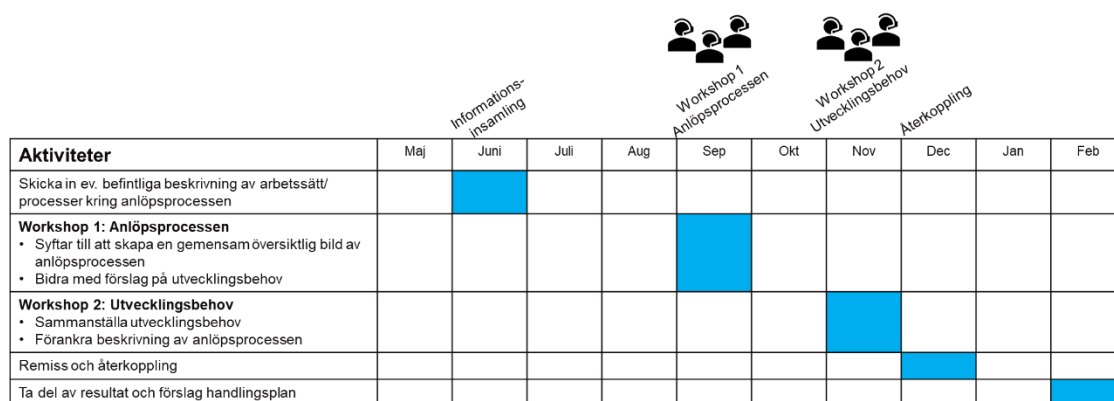 Informations-
insamling
Workshop 1
Anlöpsprocessen
Workshop 2
Utvecklingsbehov
Återkoppling
Aktiviteter Maj Juni Juli Aug Sep Okt Nov Dec Jan Feb
Skicka in ev. befintliga beskrivning av arbetssätt/
processer kring anlöpsprocessen
Workshop 1: Anlöpsprocessen
• Syftar till att skapa en gemensam översiktlig bild av
anlöpsprocessen
• Bidra med förslag på utvecklingsbehov
Workshop 2: Utvecklingsbehov
• Sammanställa utvecklingsbehov
• Förankra beskrivning av anlöpsprocessen
Remiss och återkoppling
Ta del av resultat och förslag handlingsplan